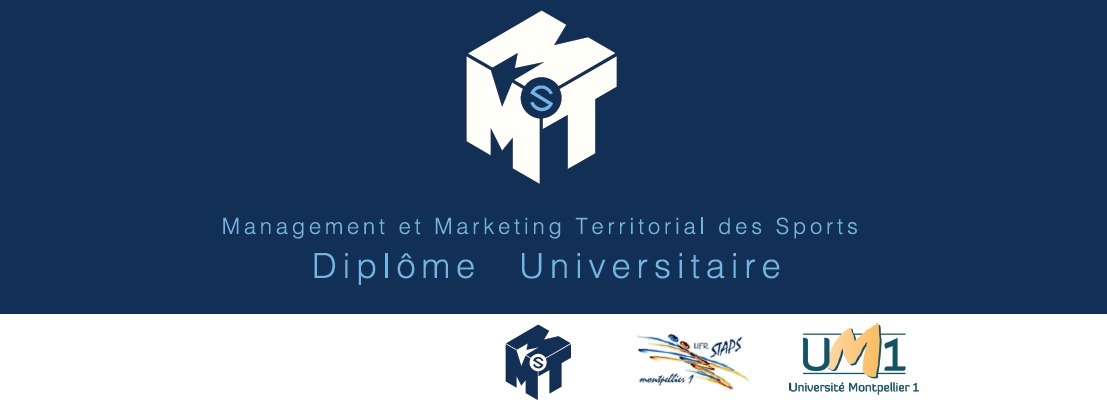 M
M S T
Management et Marketing Territorial des Sports
Diplôme Universitaire
M
M S T
UFR STAPS
montpellier 1
UM1
Université Montpellier 1